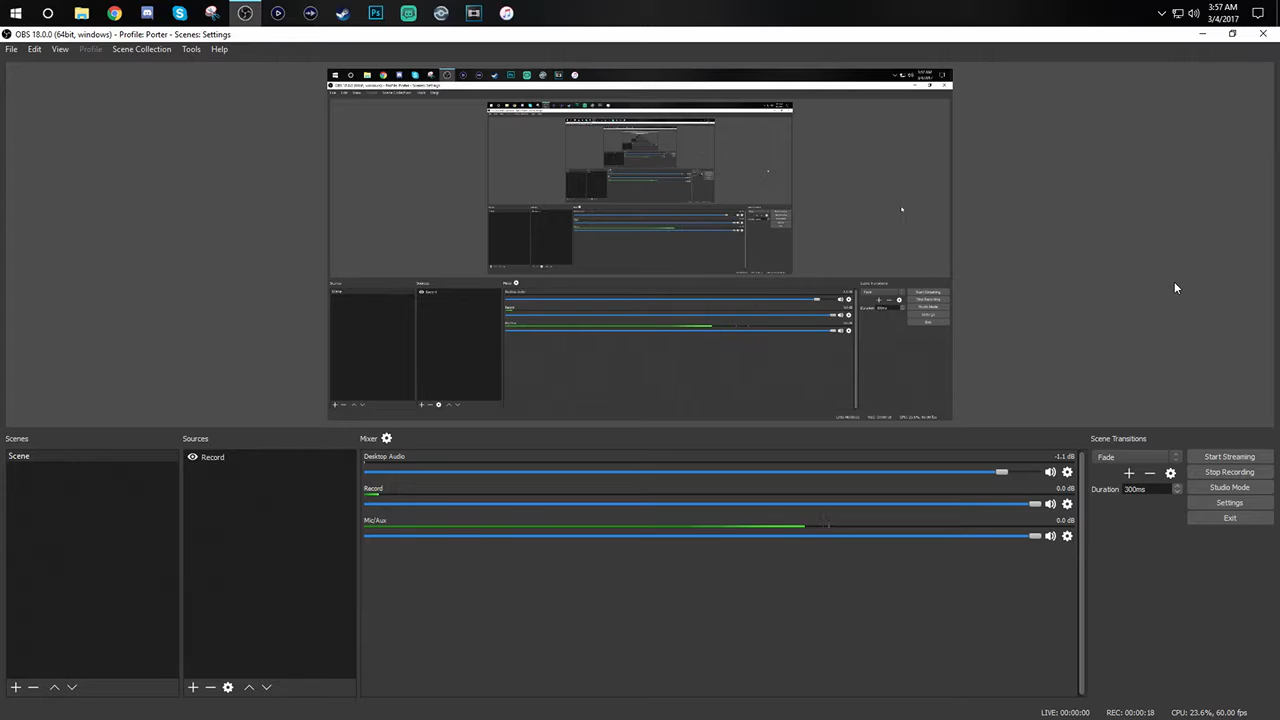 3:57 AM
3/4/2017
OBS 18.0.0 (64bit, windows) - Profile: Porter - Scenes: Settings
File Edit View Profile Scene Collection Tools Help
Scenes
Scene
Sources
Record
Mixer
Desktop Audio -1.1 dB
Record 0.0 dB
Mic/Aux 0.0 dB
Scene Transitions
Fade
Duration 300ms
Start Streaming
Stop Recording
Studio Mode
Settings
Exit
LIVE: 00:00:00 REC: 00:00:18 CPU: 23.6%, 60.00 fps